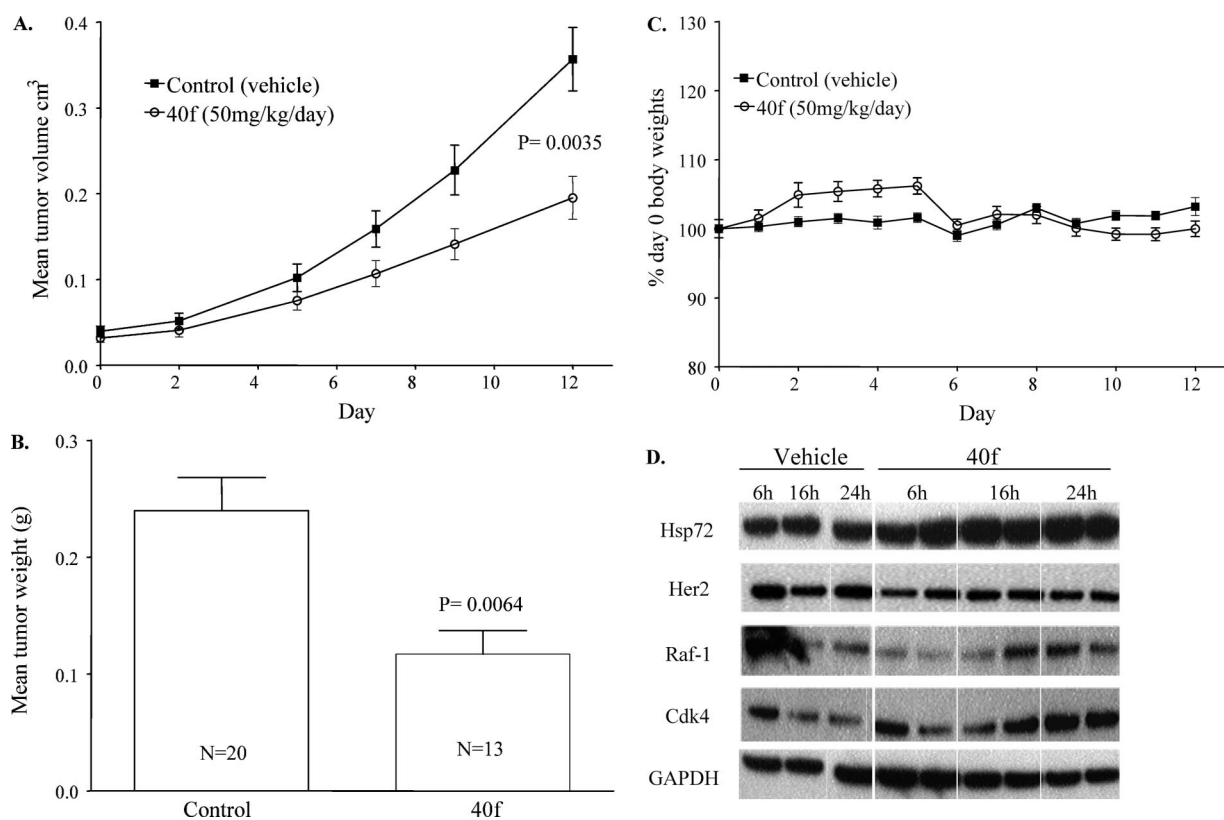 A.
0.4
0.3
0.2
0.1
0.0
Mean tumor volume cm³
Control (vehicle)
40f (50mg/kg/day)
P= 0.0035
0 2 4 6 8 10 12
Day
B.
0.3
0.2
0.1
0.0
Mean tumor weight (g)
P= 0.0064
N=20
N=13
Control 40f
C.
130
120
110
100
90
80
% day 0 body weights
Control (vehicle)
40f (50mg/kg/day)
0 2 4 6 8 10 12
Day
D.
Vehicle 40f
6h 16h 24h 6h 16h 24h
Hsp72
Her2
Raf-1
Cdk4
GAPDH